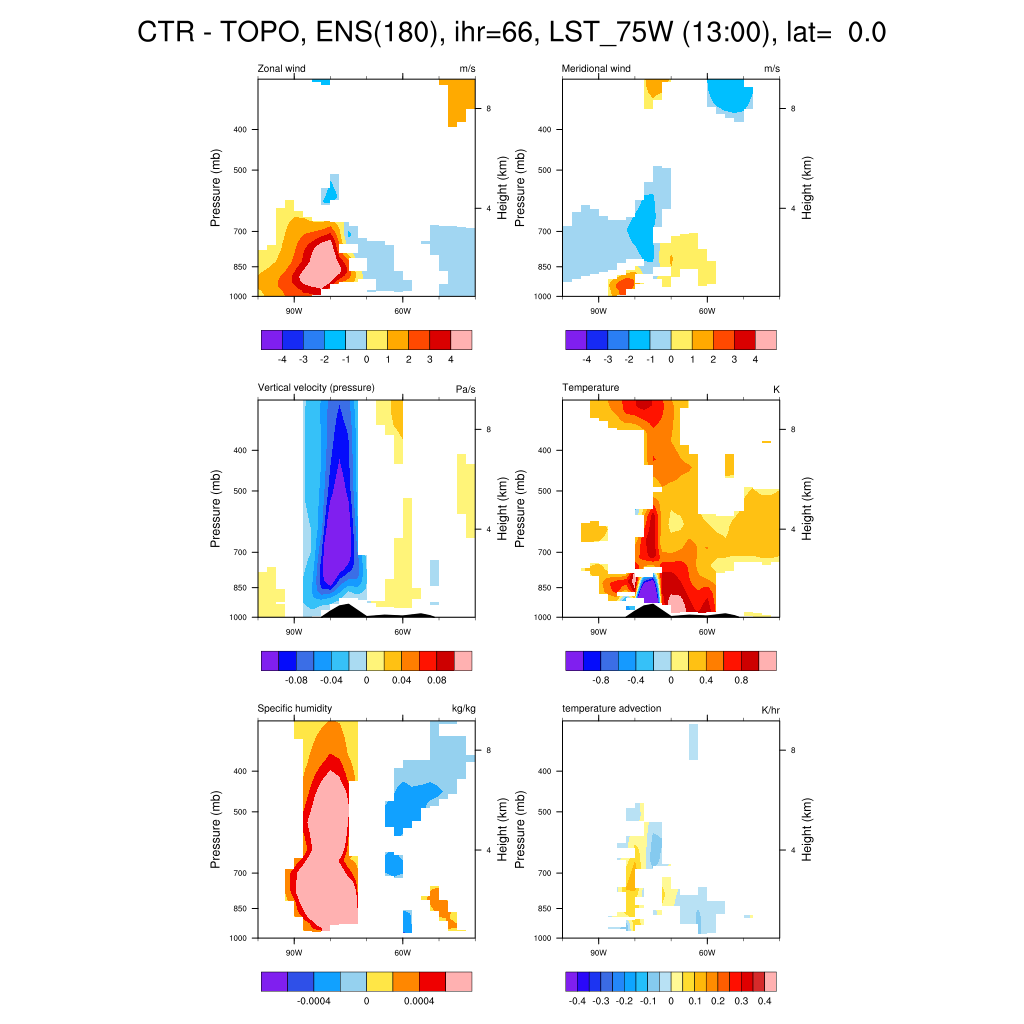 CTR - TOPO, ENS(180), ihr=66, LST_75W (13:00), lat= 0.0
Zonal wind m/s
Meridional wind m/s
Pressure (mb)
400
500
700
850
1000
90W 60W
8
4
Height (km)
Pressure (mb)
400
500
700
850
1000
90W 60W
8
4
Height (km)
-4 -3 -2 -1 0 1 2 3 4
-4 -3 -2 -1 0 1 2 3 4
Vertical velocity (pressure) Pa/s
Temperature K
Pressure (mb)
400
500
700
850
1000
90W 60W
8
4
Height (km)
Pressure (mb)
400
500
700
850
1000
90W 60W
8
4
Height (km)
-0.08 -0.04 0 0.04 0.08
-0.8 -0.4 0 0.4 0.8
Specific humidity kg/kg
temperature advection K/hr
Pressure (mb)
400
500
700
850
1000
90W 60W
8
4
Height (km)
Pressure (mb)
400
500
700
850
1000
90W 60W
8
4
Height (km)
-0.0004 0 0.0004
-0.4 -0.3 -0.2 -0.1 0 0.1 0.2 0.3 0.4